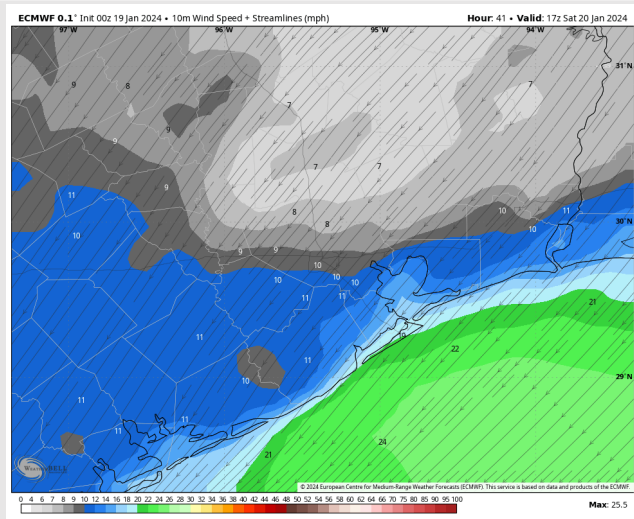 ECMWF 0.1° Init 00z 19 Jan 2024 • 10m Wind Speed + Streamlines (mph) Hour: 41 • Valid: 17z Sat 20 Jan 2024
97°W 96°W 95°W 94°W
31°N
9 8 7 7
9 9
7 7
9
11 8 11
10 8 10 10 30°N
9 9
10 10 10 10
11 11 21
10
11 22
11 29°N
10
11
11 11
24
21
WeatherBELL
© 2024 European Centre for Medium-Range Weather Forecasts (ECMWF). This service is based on data and products of the ECMWF.
0 4 6 7 8 9 10 12 14 16 18 20 22 24 26 28 30 32 34 36 38 40 42 44 46 48 50 52 54 56 58 60 62 64 66 68 70 75 80 85 90 95 100
Max: 25.5